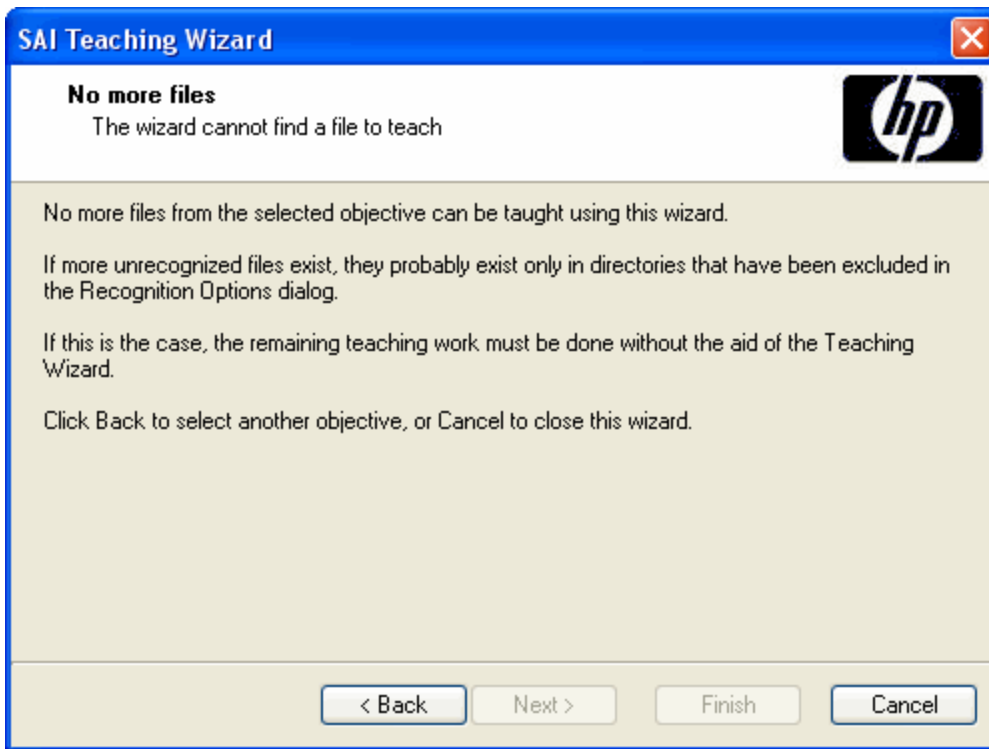 SAI Teaching Wizard
No more files
The wizard cannot find a file to teach
hp
No more files from the selected objective can be taught using this wizard.
If more unrecognized files exist, they probably exist only in directories that have been excluded in
the Recognition Options dialog.
If this is the case, the remaining teaching work must be done without the aid of the Teaching
Wizard.
Click Back to select another objective, or Cancel to close this wizard.
< Back Next > Finish Cancel